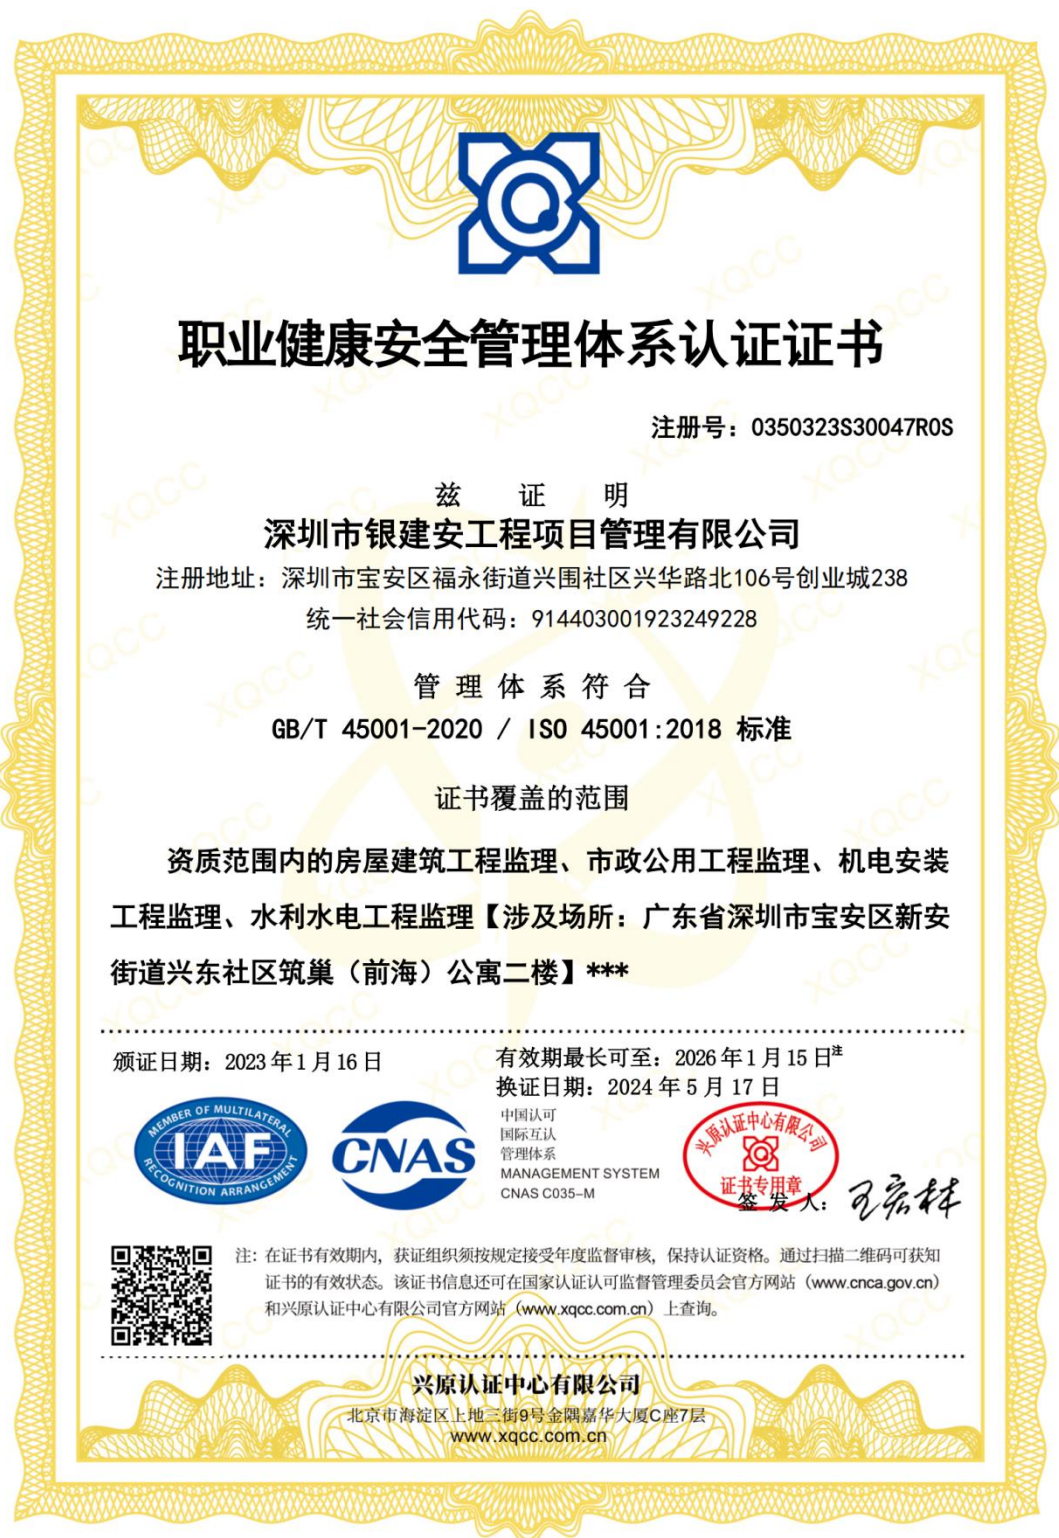 职业健康安全管理体系认证证书
注册号：0350323S30047R0S
兹 证 明
深圳市银建安工程项目管理有限公司
注册地址：深圳市宝安区福永街道兴围社区兴华路北106号创业城238
统一社会信用代码：914403001923249228
管 理 体 系 符 合
GB/T 45001-2020 / ISO 45001:2018 标准
证书覆盖的范围
资质范围内的房屋建筑工程监理、市政公用工程监理、机电安装
工程监理、水利水电工程监理【涉及场所：广东省深圳市宝安区新安
街道兴东社区筑巢（前海）公寓二楼】***
颁证日期：2023年1月16日
有效期最长可至：2026年1月15日注
换证日期：2024年5月17日
MEMBER OF MULTILATERAL
IAF
RECOGNITION ARRANGEMENT
CNAS
中国认可
国际互认
管理体系
MANAGEMENT SYSTEM
CNAS C035-M
兴原认证中心有限公司
证书专用章
签 发 人：王宏林
注：在证书有效期内，获证组织须按规定接受年度监督审核，保持认证资格。通过扫描二维码可获知
证书的有效状态。该证书信息还可在国家认证认可监督管理委员会官方网站（www.cnca.gov.cn）
和兴原认证中心有限公司官方网站（www.xqcc.com.cn）上查询。
兴原认证中心有限公司
北京市海淀区上地三街9号金隅嘉华大厦C座7层
www.xqcc.com.cn